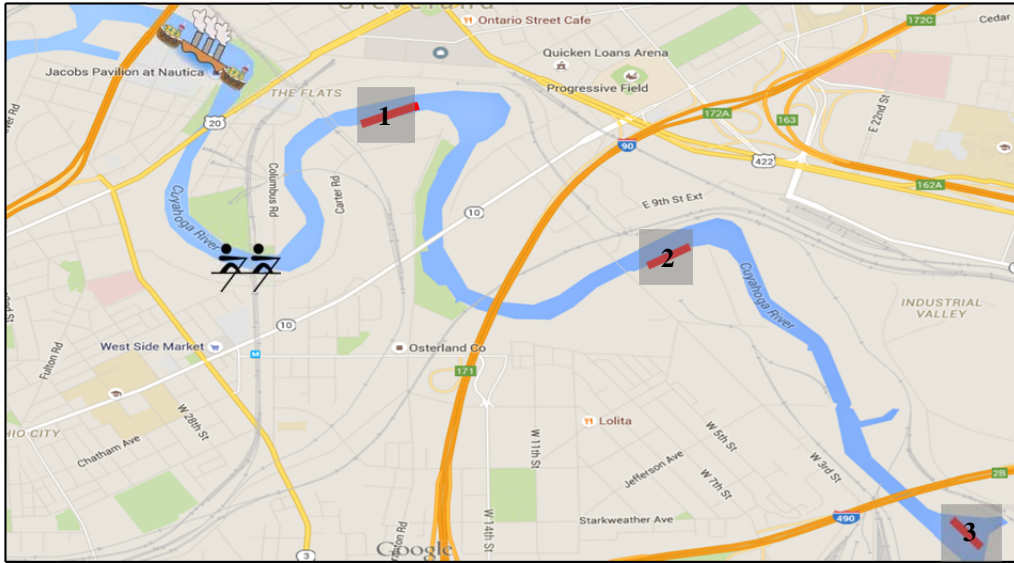 Ontario Street Cafe
172C
Cedar
Quicken Loans Arena
Jacobs Pavilion at Nautica
Progressive Field
THE FLATS
1
20
172A
163
E 22nd St
90
422
162A
Columbus Rd
Carter Rd
Cuyahoga River
10
E 9th St Ext
2
Cuyahoga River
INDUSTRIAL
VALLEY
10
West Side Market
M
Osterland Co
Fulton Rd
171
W 28th St
Lolita
HIO CITY
Chatham Ave
W 11th St
W 5th St
W 3rd St
Jefferson Ave
W 7th St
2B
W 14th St
Starkweather Ave
490
3
Google
3